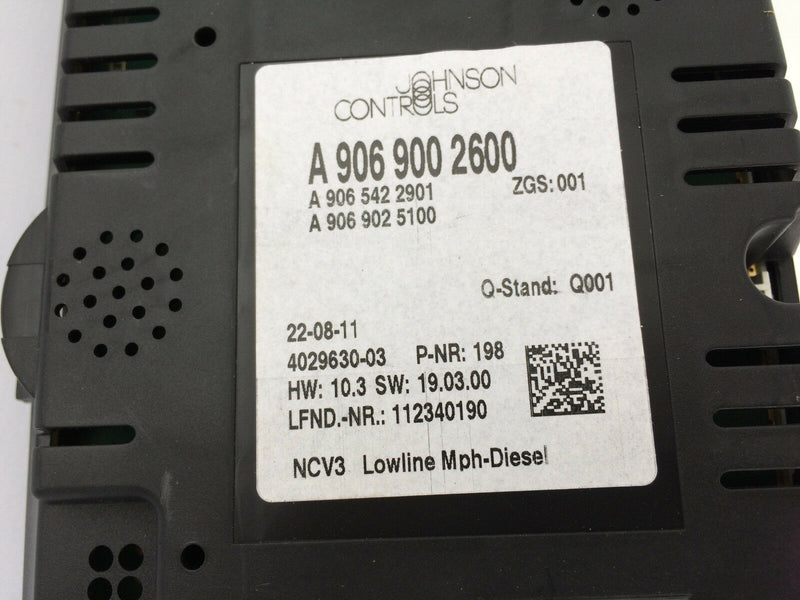 JOHNSON
CONTROLS
A 906 900 2600
A 906 542 2901 ZGS: 001
A 906 902 5100
Q-Stand: Q001
22-08-11
4029630-03 P-NR: 198
HW: 10.3 SW: 19.03.00
LFND.-NR.: 112340190
NCV3 Lowline Mph-Diesel